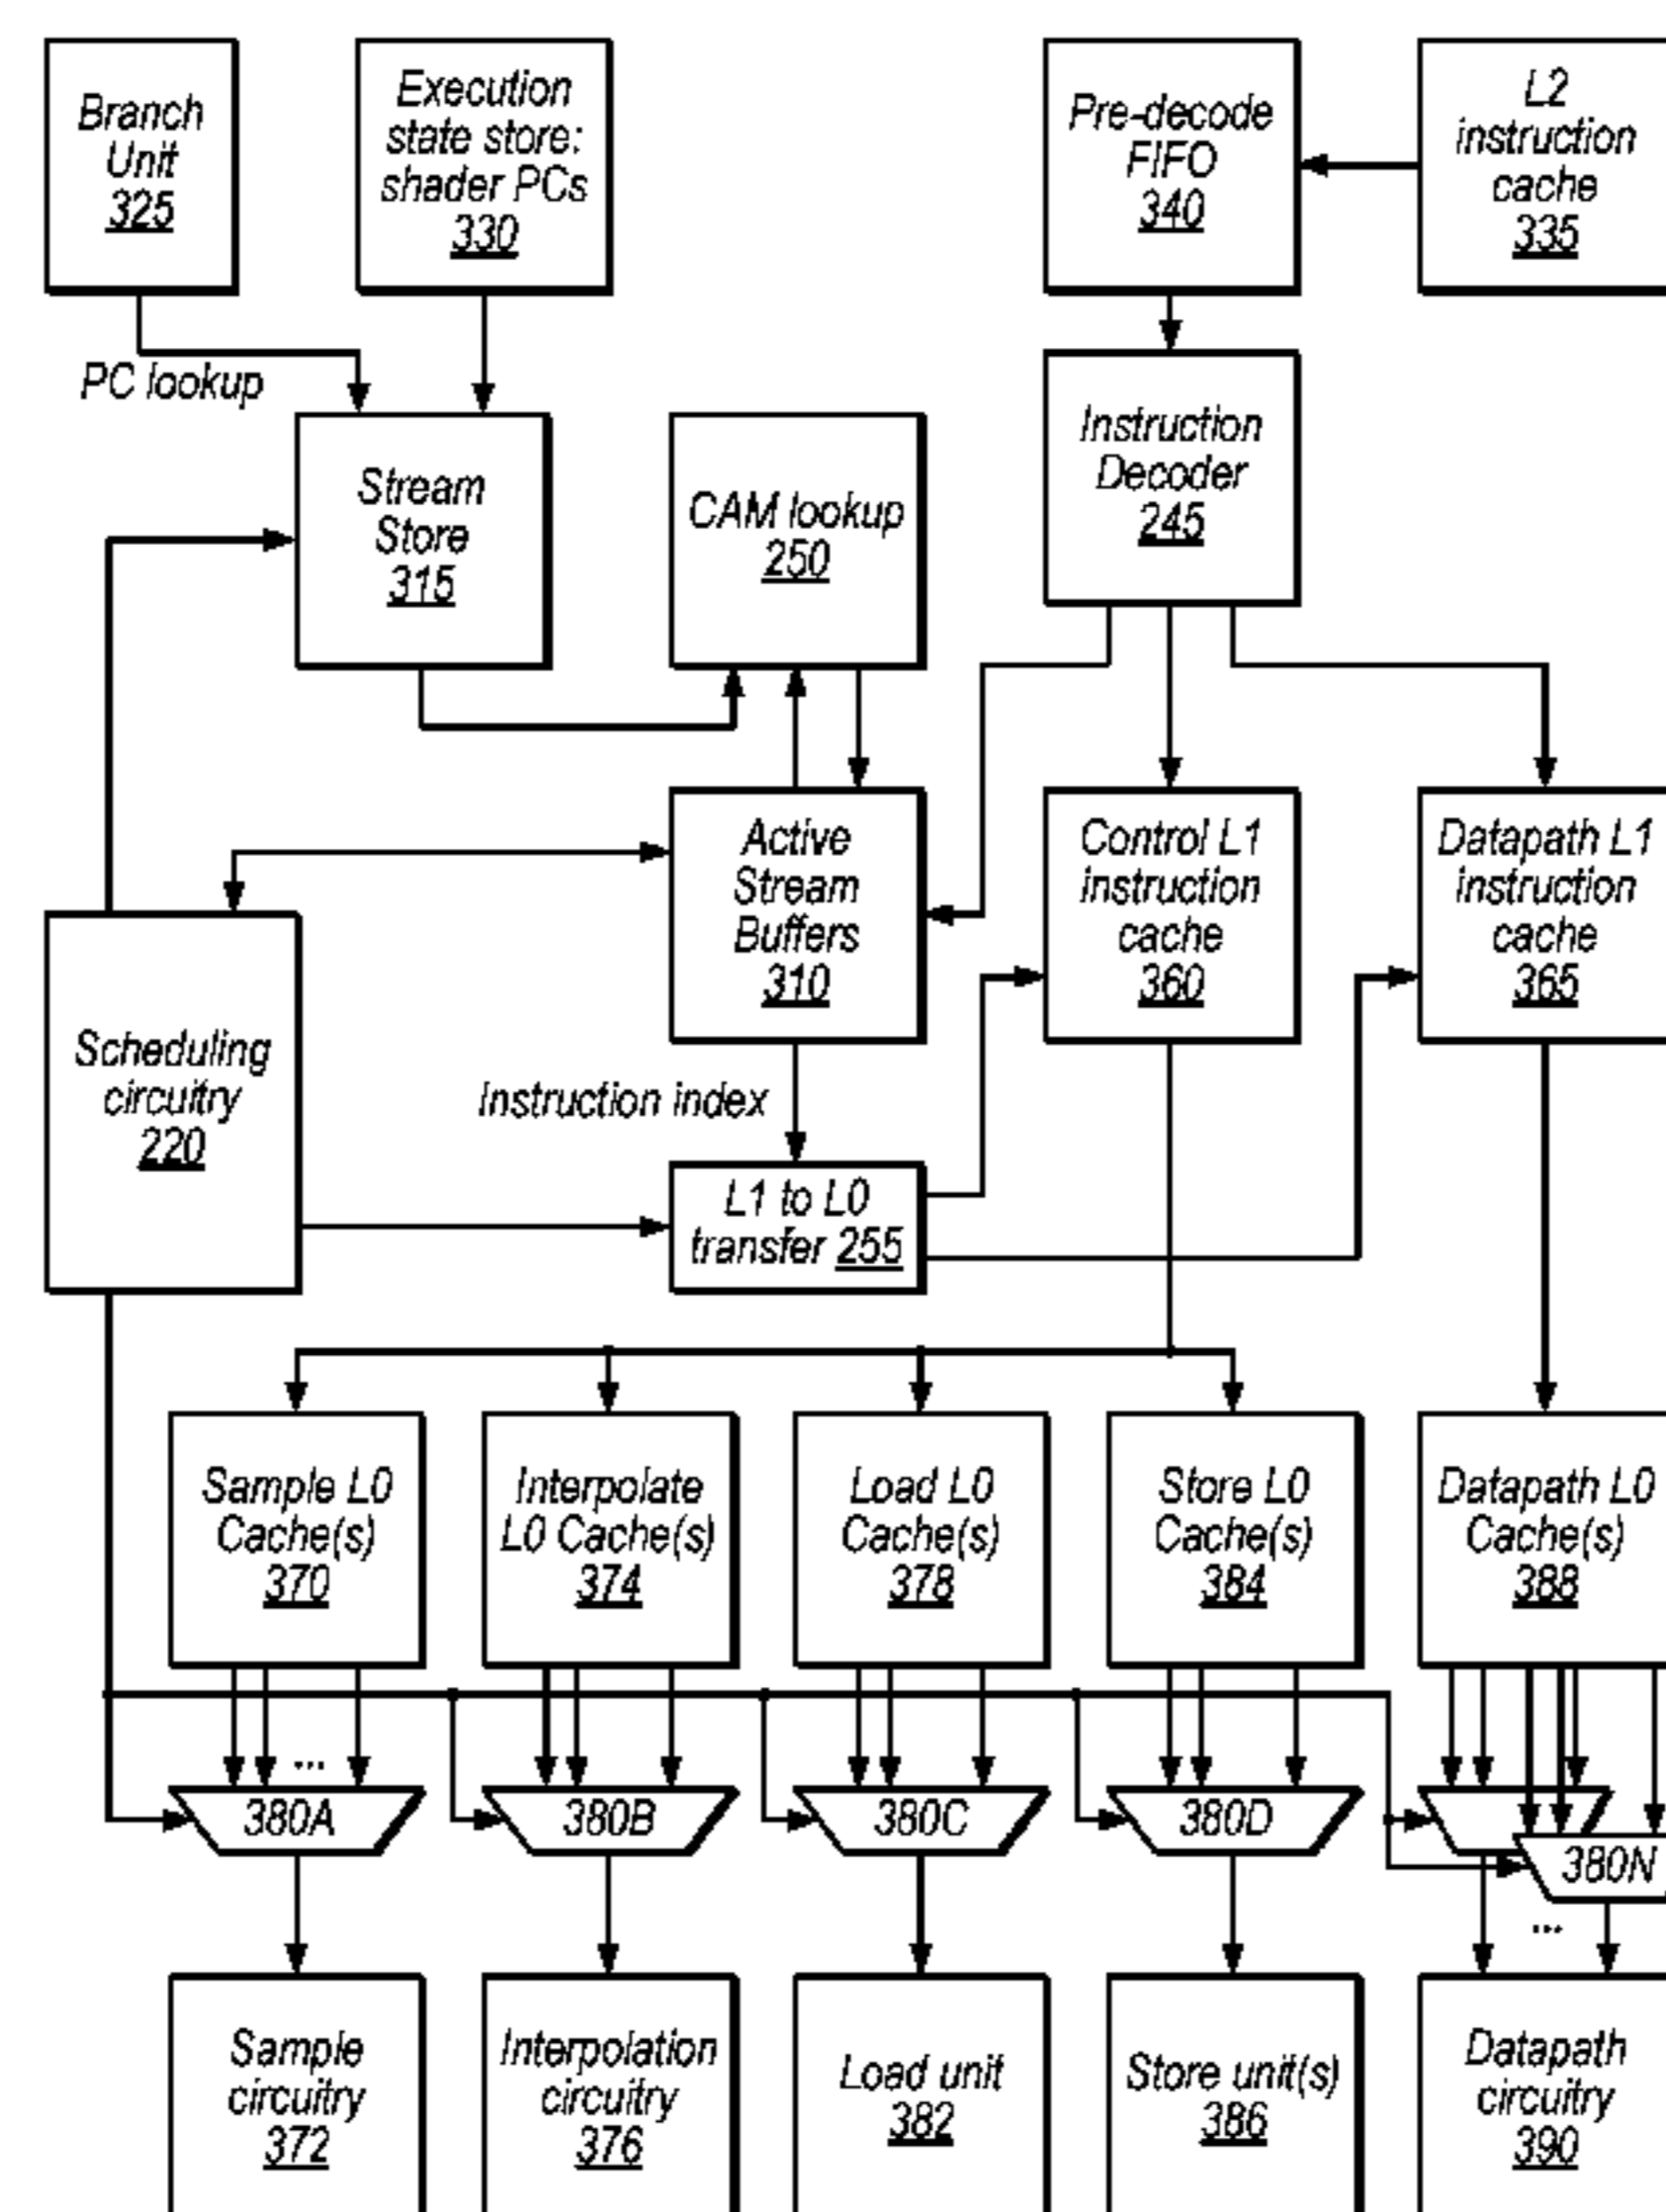 Branch
Unit
325
Execution
state store:
shader PCs
330
Pre-decode
FIFO
340
L2
instruction
cache
335
PC lookup
Stream
Store
315
CAM lookup
250
Instruction
Decoder
245
Active
Stream
Buffers
310
Control L1
instruction
cache
360
Datapath L1
instruction
cache
365
Scheduling
circuitry
220
Instruction index
L1 to L0
transfer 255
Sample L0
Cache(s)
370
Interpolate
L0 Cache(s)
374
Load L0
Cache(s)
378
Store L0
Cache(s)
384
Datapath L0
Cache(s)
388
...
380A
380B
380C
380D
380N
...
Sample
circuitry
372
Interpolation
circuitry
376
Load unit
382
Store unit(s)
386
Datapath
circuitry
390